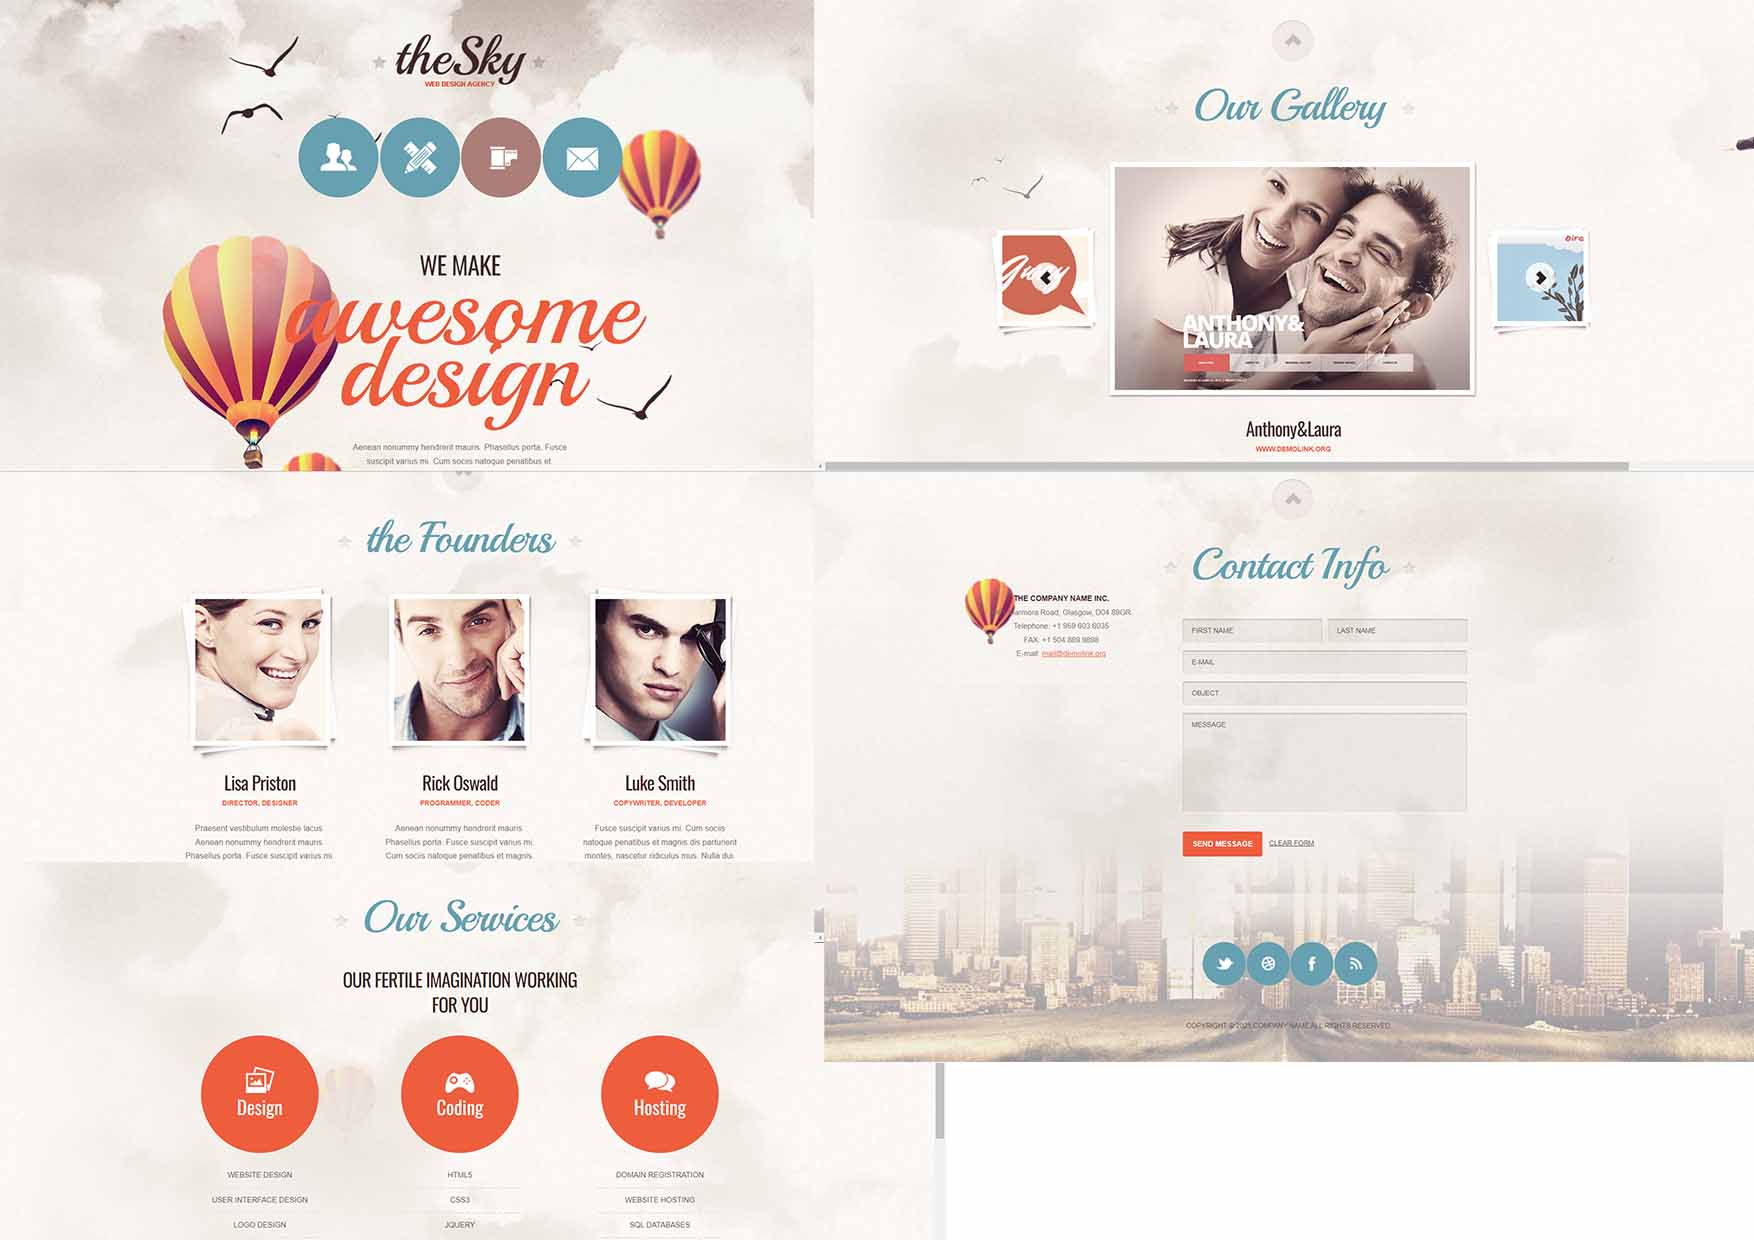 theSky
WEB DESIGN AGENCY
WE MAKE
awesome
design
Aenean nonummy hendrerit mauris. Phasellus porta. Fusce
suscipit varius mi. Cum sociis natoque penatibus et
Our Gallery
ANTHONY&
LAURA
Anthony&Laura
WWW.DEMOLINK.ORG
the Founders
Lisa Priston
DIRECTOR, DESIGNER
Praesent vestibulum molestie lacus.
Aenean nonummy hendrerit mauris.
Phasellus porta. Fusce suscipit varius mi.
Rick Oswald
PROGRAMMER, CODER
Aenean nonummy hendrerit mauris.
Phasellus porta. Fusce suscipit varius mi.
Cum sociis natoque penatibus et magnis
Luke Smith
COPYWRITER, DEVELOPER
Fusce suscipit varius mi. Cum sociis
natoque penatibus et magnis dis parturient
montes, nascetur ridiculus mus. Nulla dui.
Contact Info
THE COMPANY NAME INC.
Road, Glasgow, D04 89GR.
Telephone: +1 959 603 6035
FAX: +1 504 889 9898
E-mail: mail@demolink.org
FIRST NAME
LAST NAME
E-MAIL
OBJECT
MESSAGE
SEND MESSAGE
CLEAR FORM
COPYRIGHT © 2021 COMPANY NAME ALL RIGHTS RESERVED.
Our Services
OUR FERTILE IMAGINATION WORKING
FOR YOU
Design
WEBSITE DESIGN
USER INTERFACE DESIGN
LOGO DESIGN
Coding
HTML5
CSS3
JQUERY
Hosting
DOMAIN REGISTRATION
WEBSITE HOSTING
SQL DATABASES